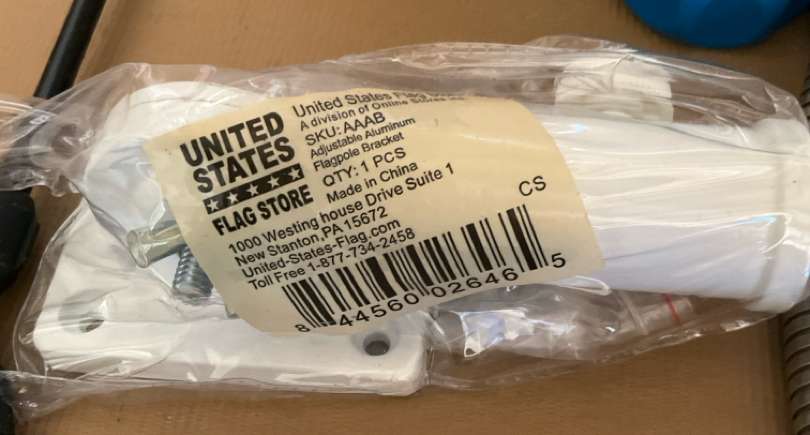 UNITED
STATES
FLAG STORE
United States Flag
A division of Online Stores
SKU: AAAB
Adjustable Aluminum
Flagpole Bracket
QTY: 1 PCS
Made in China
1000 Westinghouse Drive Suite 1
New Stanton, PA 15672
United-States-Flag.com
Toll Free 1-877-734-2458
CS
8 44560 02646 5